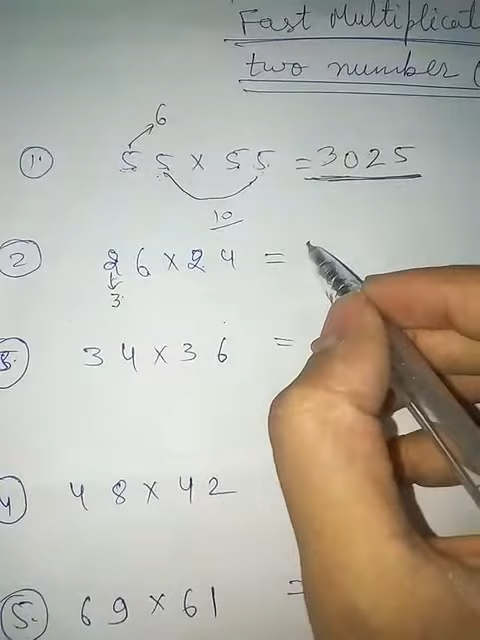 Fast Multiplicat
two number (
① 55 × 55 = 3025
6
10
② 26 × 24 =
3
34 × 36 =
4 48 × 42
5. 69 × 61 =